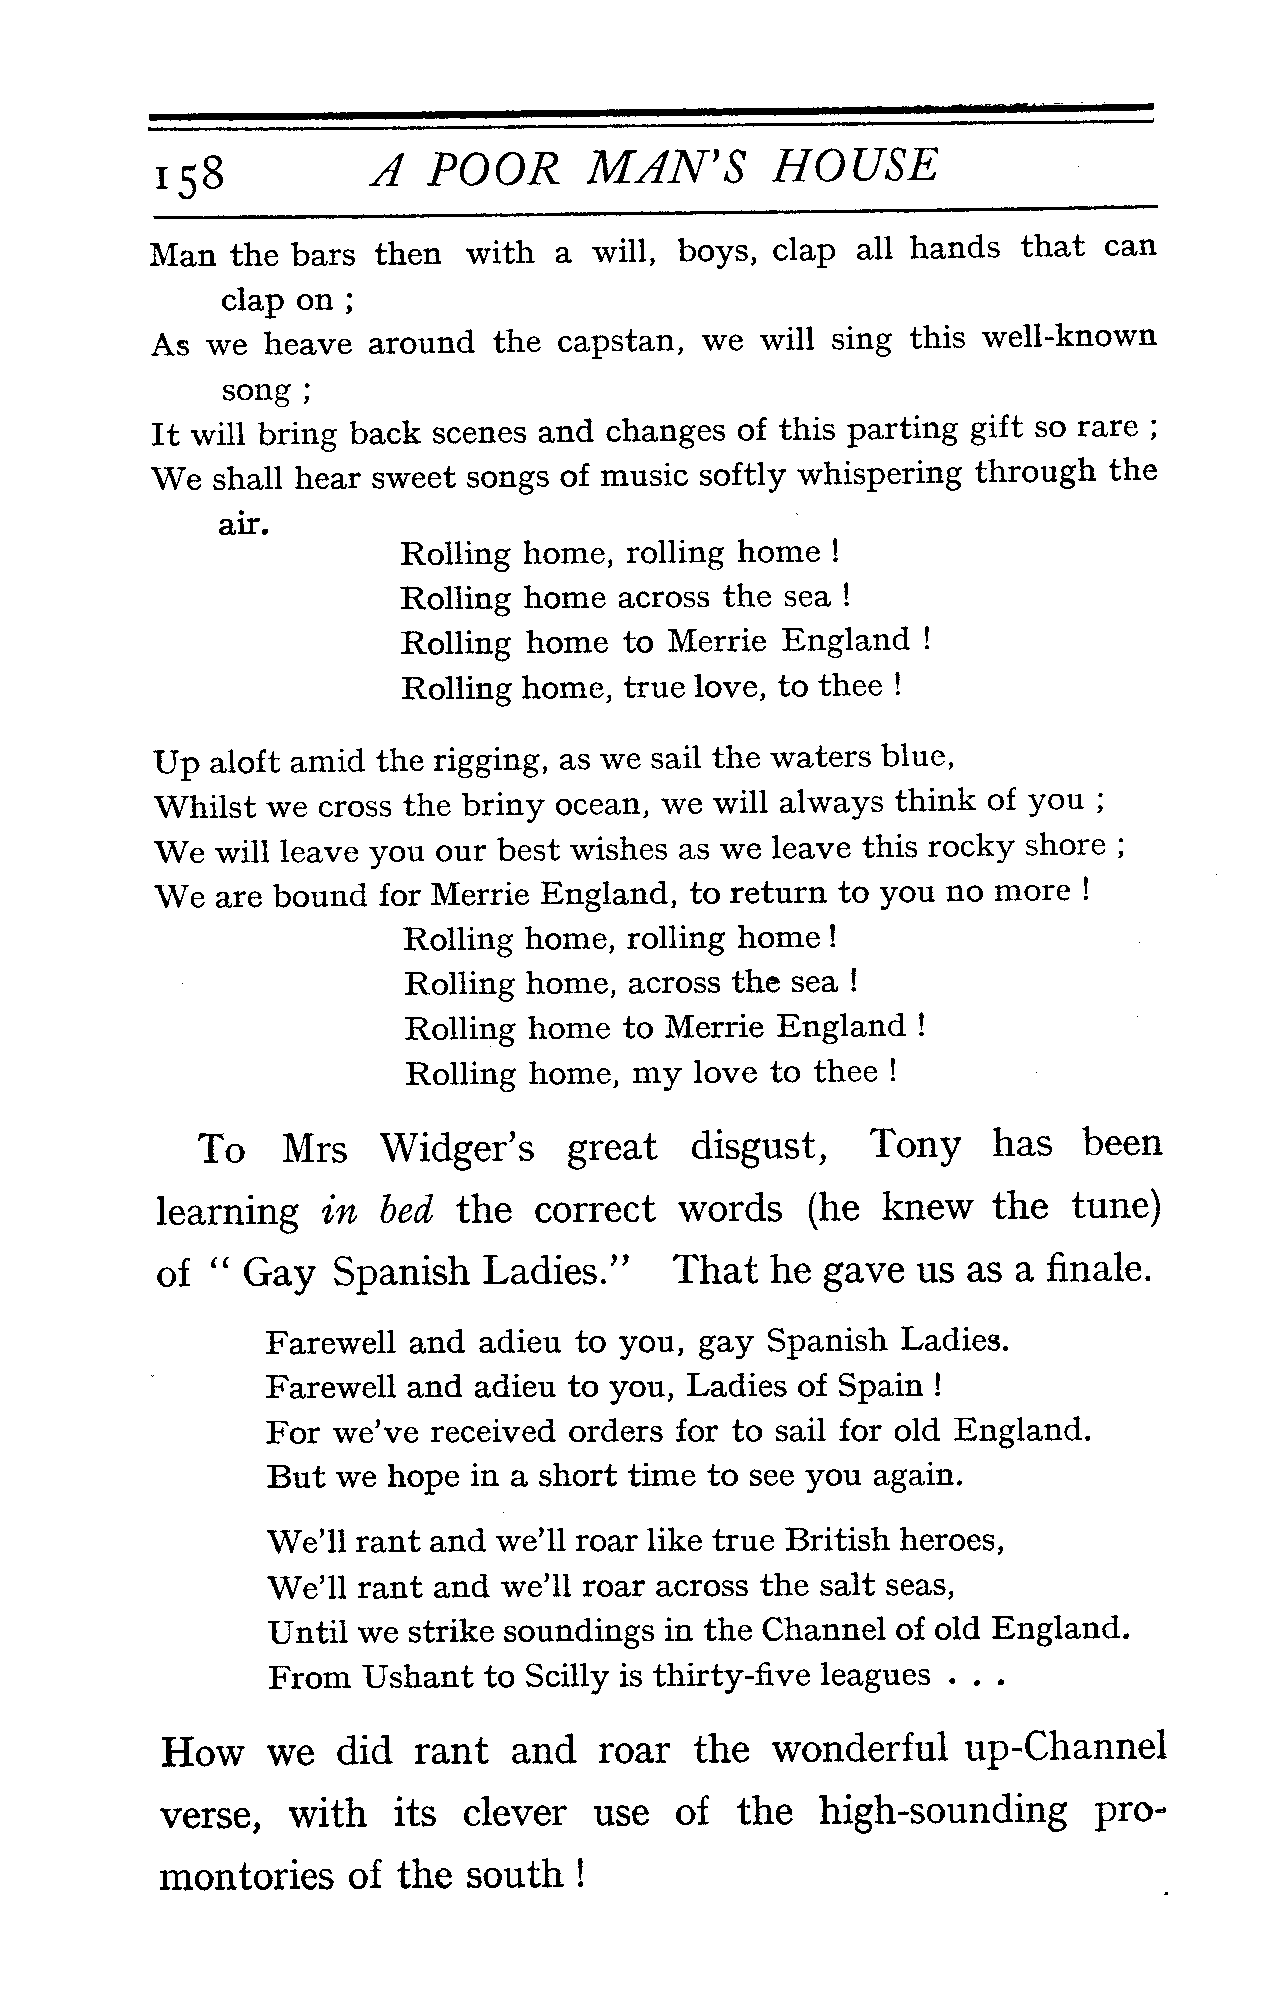 158 A POOR MAN'S HOUSE
Man the bars then with a will, boys, clap all hands that can
clap on ;
As we heave around the capstan, we will sing this well-known
song ;
It will bring back scenes and changes of this parting gift so rare ;
We shall hear sweet songs of music softly whispering through the
air.
Rolling home, rolling home !
Rolling home across the sea !
Rolling home to Merrie England !
Rolling home, true love, to thee !
Up aloft amid the rigging, as we sail the waters blue,
Whilst we cross the briny ocean, we will always think of you ;
We will leave you our best wishes as we leave this rocky shore ;
We are bound for Merrie England, to return to you no more !
Rolling home, rolling home !
Rolling home, across the sea !
Rolling home to Merrie England !
Rolling home, my love to thee !
To Mrs Widger's great disgust, Tony has been
learning in bed the correct words (he knew the tune)
of " Gay Spanish Ladies." That he gave us as a finale.
Farewell and adieu to you, gay Spanish Ladies.
Farewell and adieu to you, Ladies of Spain !
For we've received orders for to sail for old England.
But we hope in a short time to see you again.
We'll rant and we'll roar like true British heroes,
We'll rant and we'll roar across the salt seas,
Until we strike soundings in the Channel of old England.
From Ushant to Scilly is thirty-five leagues . . .
How we did rant and roar the wonderful up-Channel
verse, with its clever use of the high-sounding pro-
montories of the south !